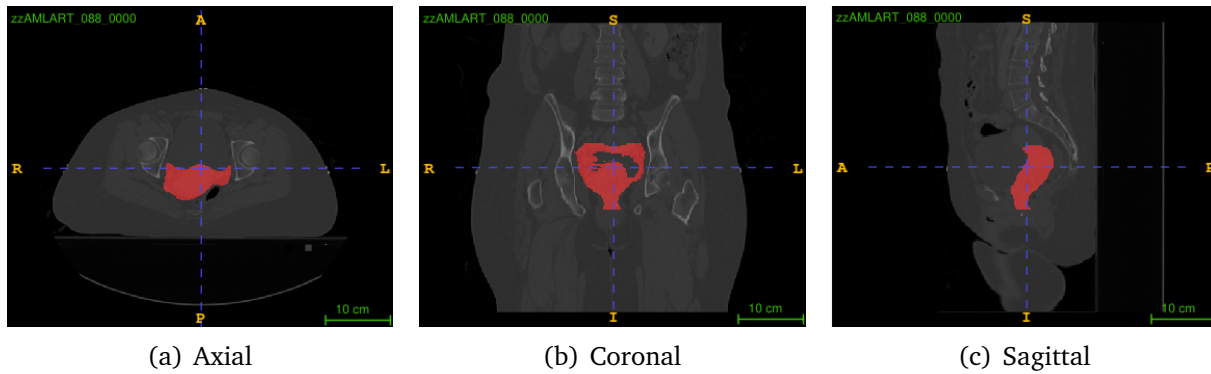 zzAMLART_088_0000
A
R
L
P
10 cm
(a) Axial
zzAMLART_088_0000
S
R
L
I
10 cm
(b) Coronal
zzAMLART_088_0000
S
A
P
I
10 cm
(c) Sagittal